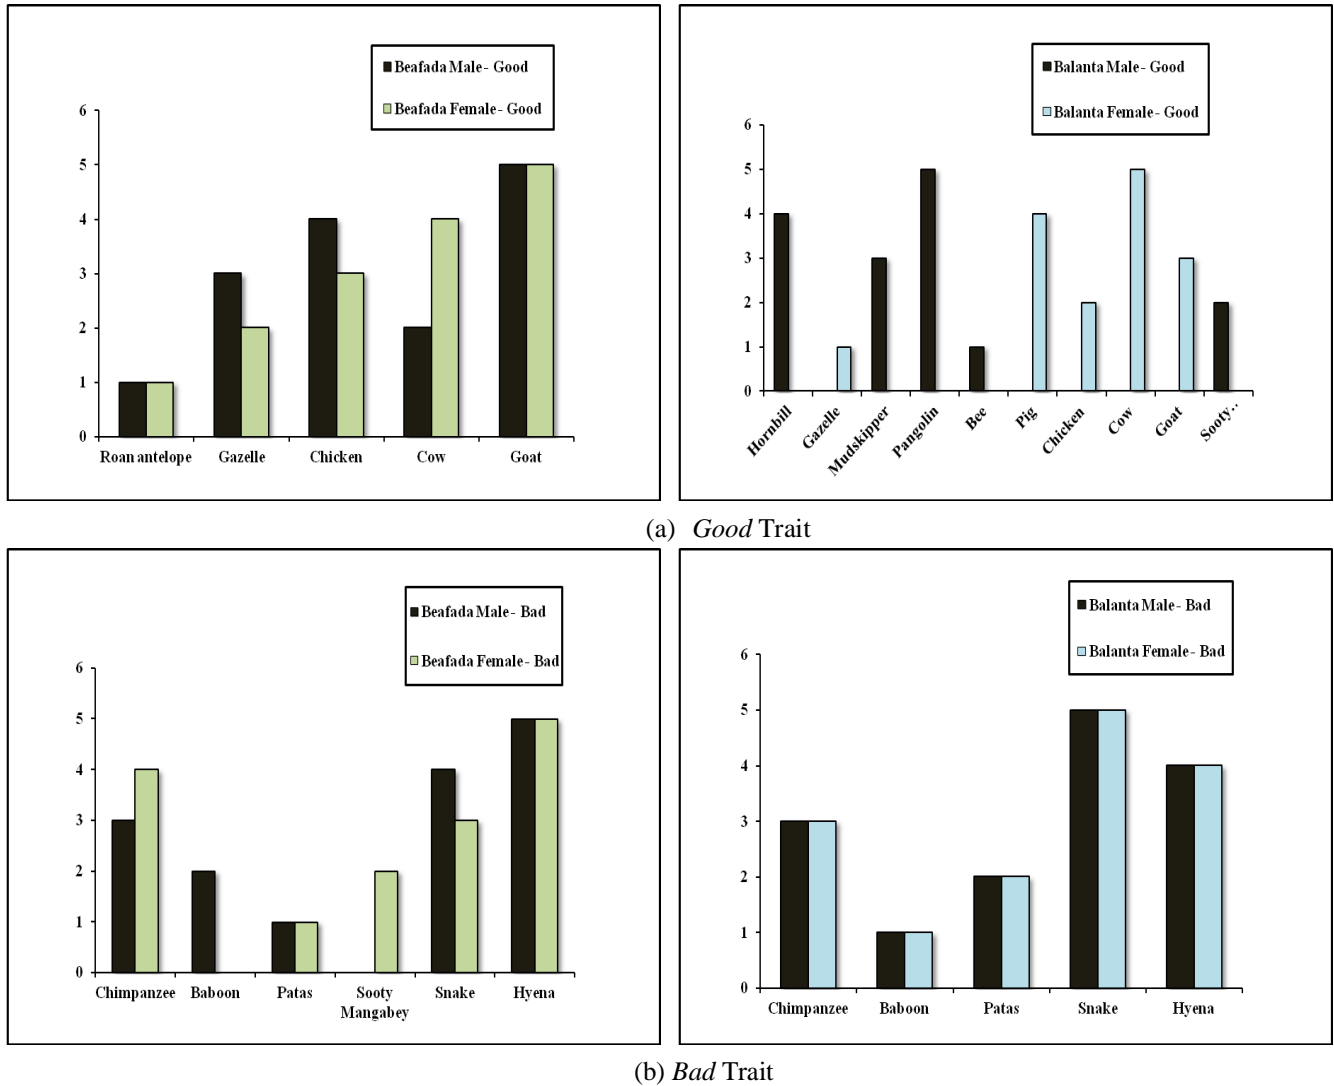 Beafada Male - Good
Beafada Female - Good
6
5
4
3
2
1
0
Roan antelope Gazelle Chicken Cow Goat
Balanta Male - Good
Balanta Female - Good
6
5
4
3
2
1
0
Hornbill Gazelle Mudskipper Pangolin Bee Pig Chicken Cow Goat Sooty..
(a) Good Trait
Beafada Male - Bad
Beafada Female - Bad
6
5
4
3
2
1
0
Chimpanzee Baboon Patas Sooty Mangabey Snake Hyena
Balanta Male - Bad
Balanta Female - Bad
6
5
4
3
2
1
0
Chimpanzee Baboon Patas Snake Hyena
(b) Bad Trait